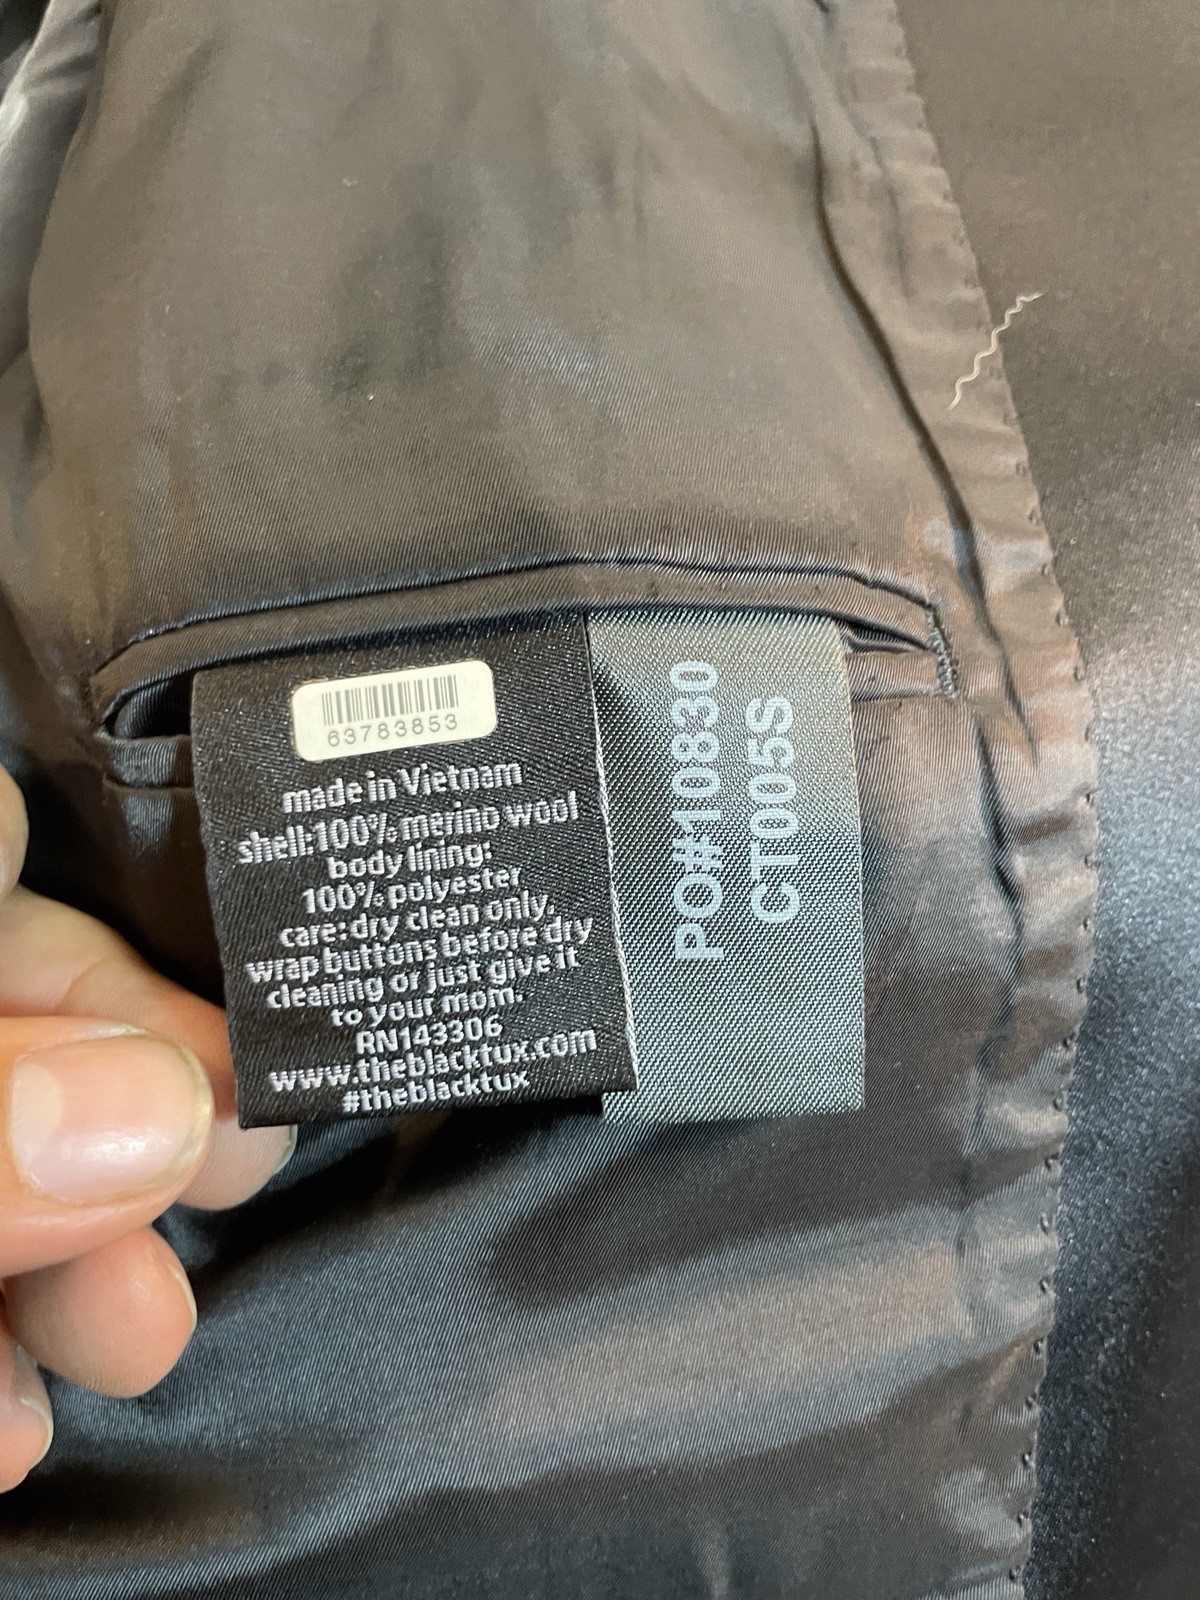 63783853
made in Vietnam
shell:100% merino wool
body lining:
100% polyester
care:dry clean only,
wrap buttons before dry
cleaning or just give it
to your mom.
RN143306
www.theblacktux.com
#theblacktux
PO#10830
CT005S